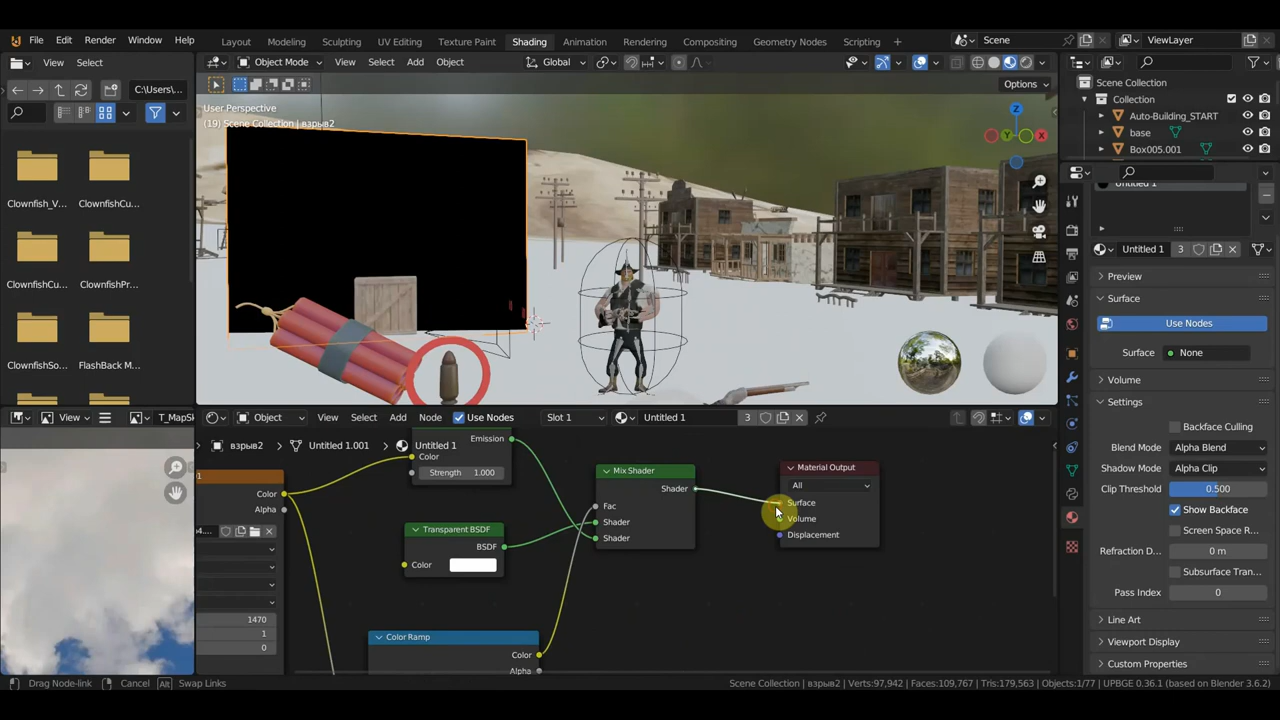 File Edit Render Window Help Layout Modeling Sculpting UV Editing Texture Paint Shading Animation Rendering Compositing Geometry Nodes Scripting + Scene ViewLayer
View Select Object Mode View Select Add Object Global
C:\Users\... Options Scene Collection
User Perspective Collection
(19) Scene Collection | взрыв2 Auto-Building_START
base
Box005.001
Z
Y X
Clownfish_V... ClownfishCu...
Untitled 1
Untitled 1 3
ClownfishCu... ClownfishPr...
Preview
Surface
Use Nodes
Surface None
ClownfishSo... FlashBack M...
Volume
Settings
View T_MapSk Object View Select Add Node Use Nodes Slot 1 Untitled 1 3
Backface Culling
взрыв2 Untitled 1.001 Untitled 1
Emission
Color
Strength 1.000
Blend Mode Alpha Blend
Shadow Mode Alpha Clip
Clip Threshold 0.500
Show Backface
Screen Space R...
Refraction D... 0 m
Subsurface Tran...
Pass Index 0
Mix Shader
Shader
Fac
Shader
Shader
Material Output
All
Surface
Volume
Displacement
Color
Alpha
p4...
Transparent BSDF
BSDF
Color
1470
1
0
Color Ramp
Color
Alpha
Line Art
Viewport Display
Custom Properties
Drag Node-link Cancel Alt Swap Links Scene Collection | взрыв2 | Verts:97,942 | Faces:109,767 | Tris:179,563 | Objects:1/77 | UPBGE 0.36.1 (based on Blender 3.6.2)